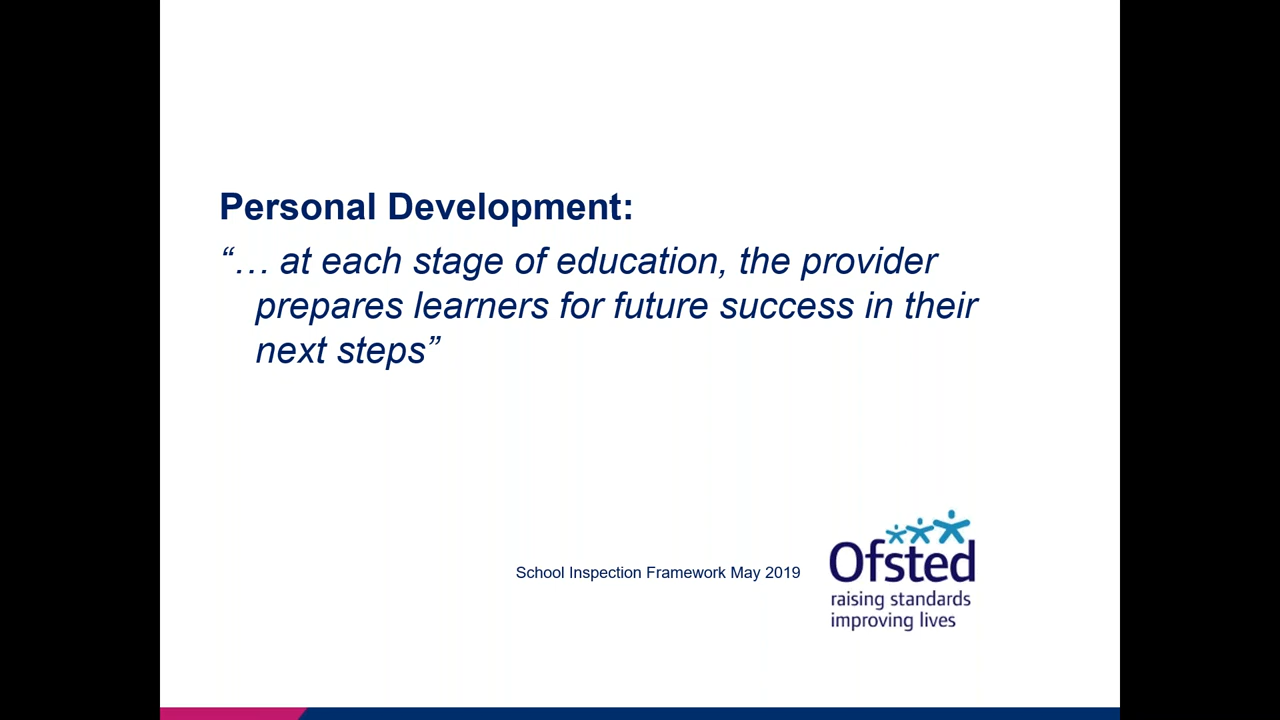 Personal Development:
“… at each stage of education, the provider
prepares learners for future success in their
next steps”
School Inspection Framework May 2019
Ofsted
raising standards
improving lives